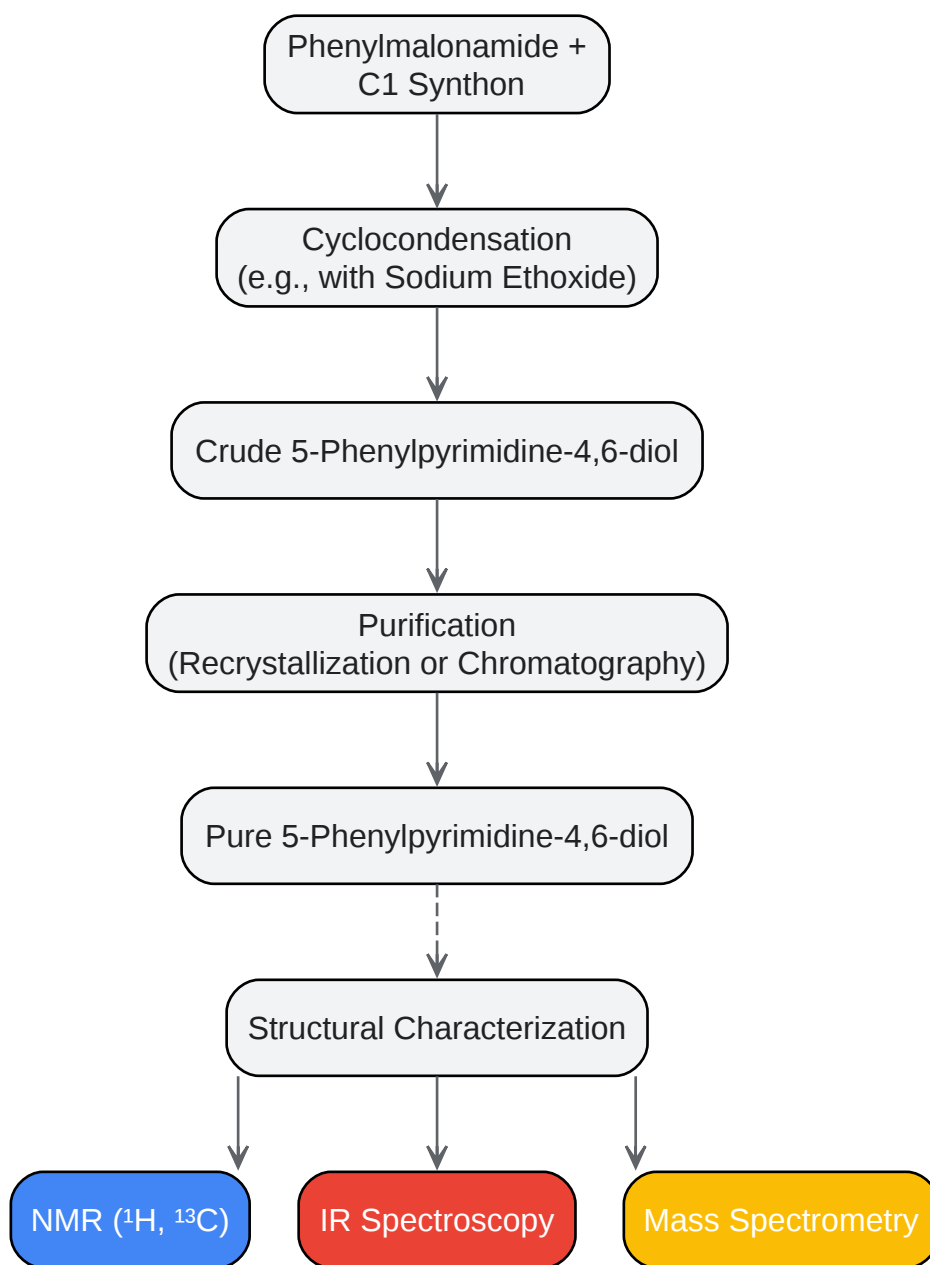 Phenylmalonamide +
C1 Synthon
Cyclocondensation
(e.g., with Sodium Ethoxide)
Crude 5-Phenylpyrimidine-4,6-diol
Purification
(Recrystallization or Chromatography)
Pure 5-Phenylpyrimidine-4,6-diol
Structural Characterization
NMR (¹H, ¹³C)
IR Spectroscopy
Mass Spectrometry